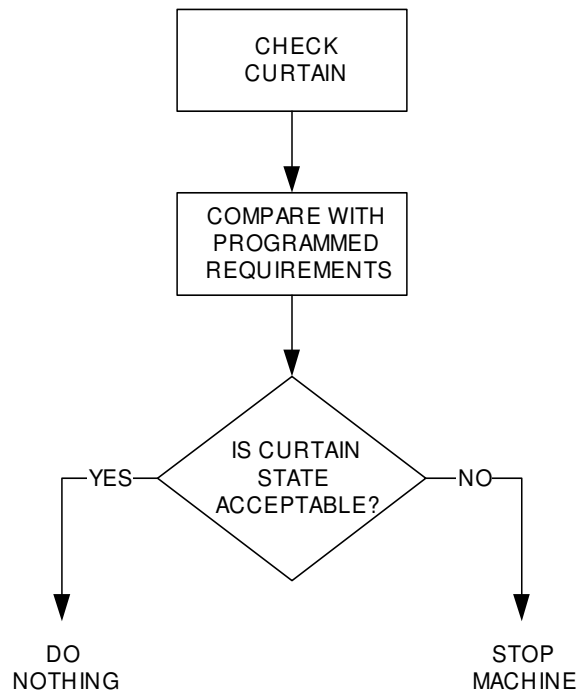 CHECK
CURTAIN
COMPARE WITH
PROGRAMMED
REQUIREMENTS
IS CURTAIN
STATE
ACCEPTABLE?
YES
NO
DO
NOTHING
STOP
MACHINE